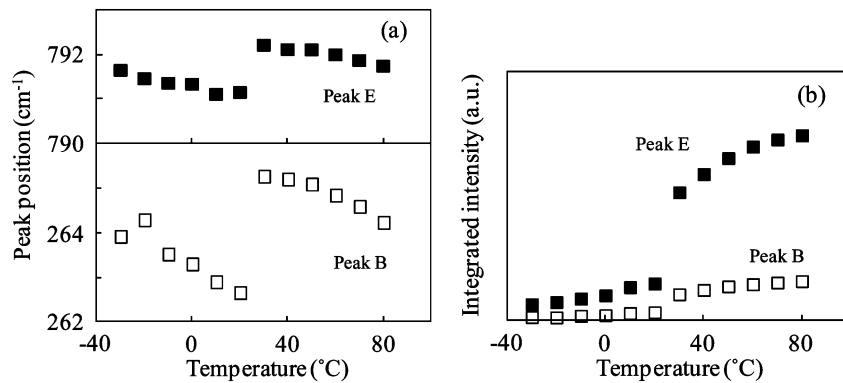 (a)
792
Peak E
790
Peak position (cm⁻¹)
264
Peak B
262
-40 0 40 80
Temperature (˚C)
(b)
Peak E
Integrated intensity (a.u.)
Peak B
-40 0 40 80
Temperature (˚C)